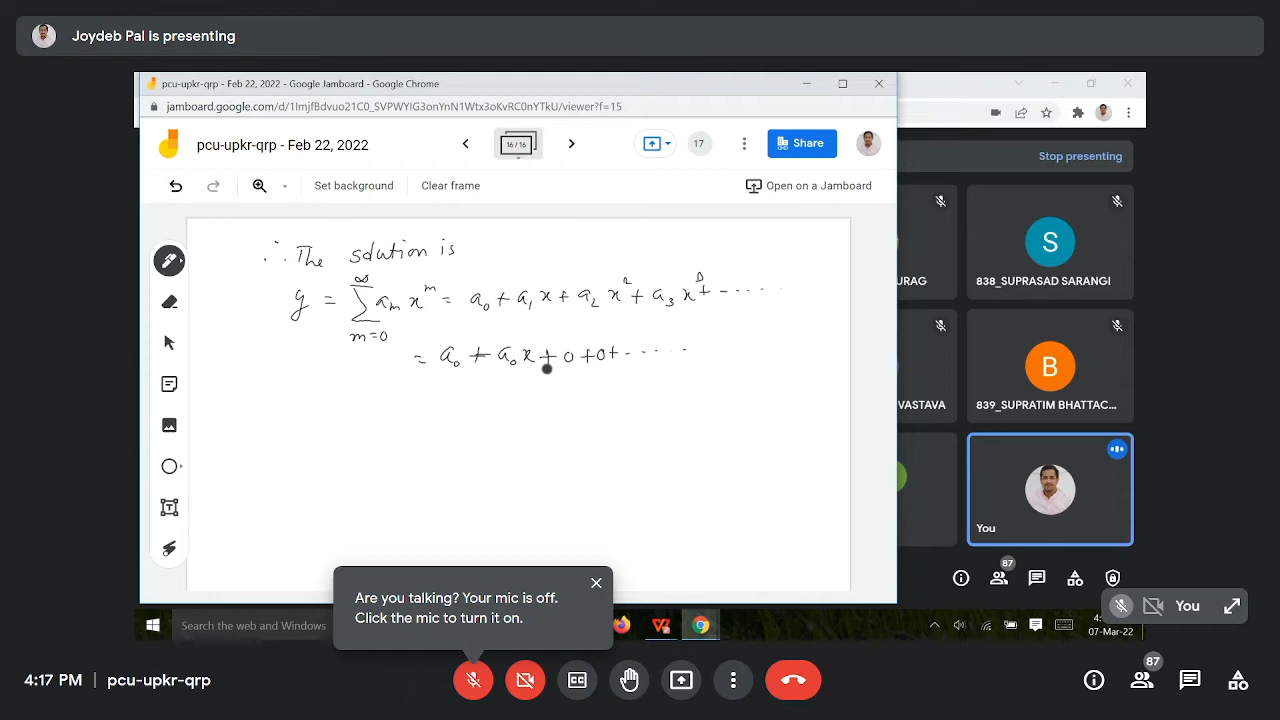 Joydeb Pal is presenting
pcu-upkr-qrp - Feb 22, 2022 - Google Jamboard - Google Chrome
jamboard.google.com/d/1ImjfBdvuo21C0_SVPWYIG3onYnN1Wtx3oKvRC0nYTkU/viewer?f=15
pcu-upkr-qrp - Feb 22, 2022
16 / 16
17
Share
Stop presenting
Set background
Clear frame
Open on a Jamboard
∴ The solution is
y = ∑_{m=0}^{∞} a_m x^m = a_0 + a_1 x + a_2 x^2 + a_3 x^3 + - - - - -
= a_0 + a_0 x + 0 + 0 + - - - - -
URAG
S
838_SUPRASAD SARANGI
VASTAVA
B
839_SUPRATIM BHATTAC...
You
87
Are you talking? Your mic is off.
Click the mic to turn it on.
You
Search the web and Windows
4:
07-Mar-22
4:17 PM | pcu-upkr-qrp
87